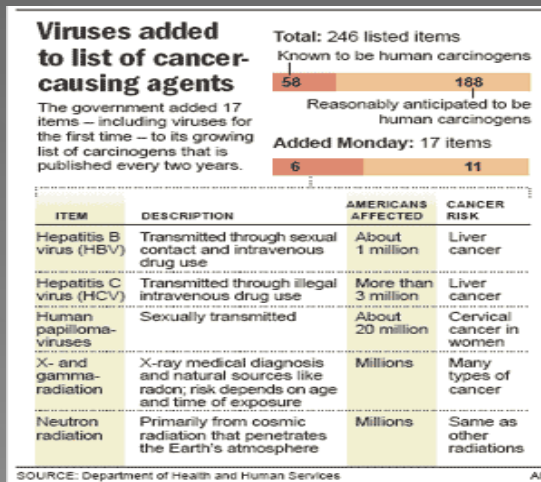 Viruses added
to list of cancer-
causing agents
The government added 17
items – including viruses for
the first time – to its growing
list of carcinogens that is
published every two years.
Total: 246 listed items
Known to be human carcinogens
58 188
Reasonably anticipated to be
human carcinogens
Added Monday: 17 items
6 11
ITEM DESCRIPTION AMERICANS AFFECTED CANCER RISK
Hepatitis B Transmitted through sexual About Liver
virus (HBV) contact and intravenous 1 million cancer
drug use
Hepatitis C Transmitted through illegal More than Liver
virus (HCV) intravenous drug use 3 million cancer
Human Sexually transmitted About Cervical
papilloma- 20 million cancer in
viruses women
X- and X-ray medical diagnosis Millions Many
gamma- and natural sources like types of
radiation radon; risk depends on age cancer
and time of exposure
Neutron Primarily from cosmic Millions Same as
radiation radiation that penetrates other
the Earth's atmosphere radiations
SOURCE: Department of Health and Human Services